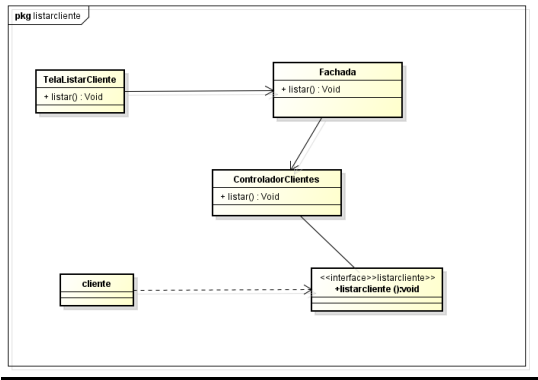 pkg listarcliente
TelaListarCliente
+ listar() : Void
Fachada
+ listar() : Void
ControladorClientes
+ listar() : Void
cliente
<<interface>>listarcliente>>
+listarcliente ():void